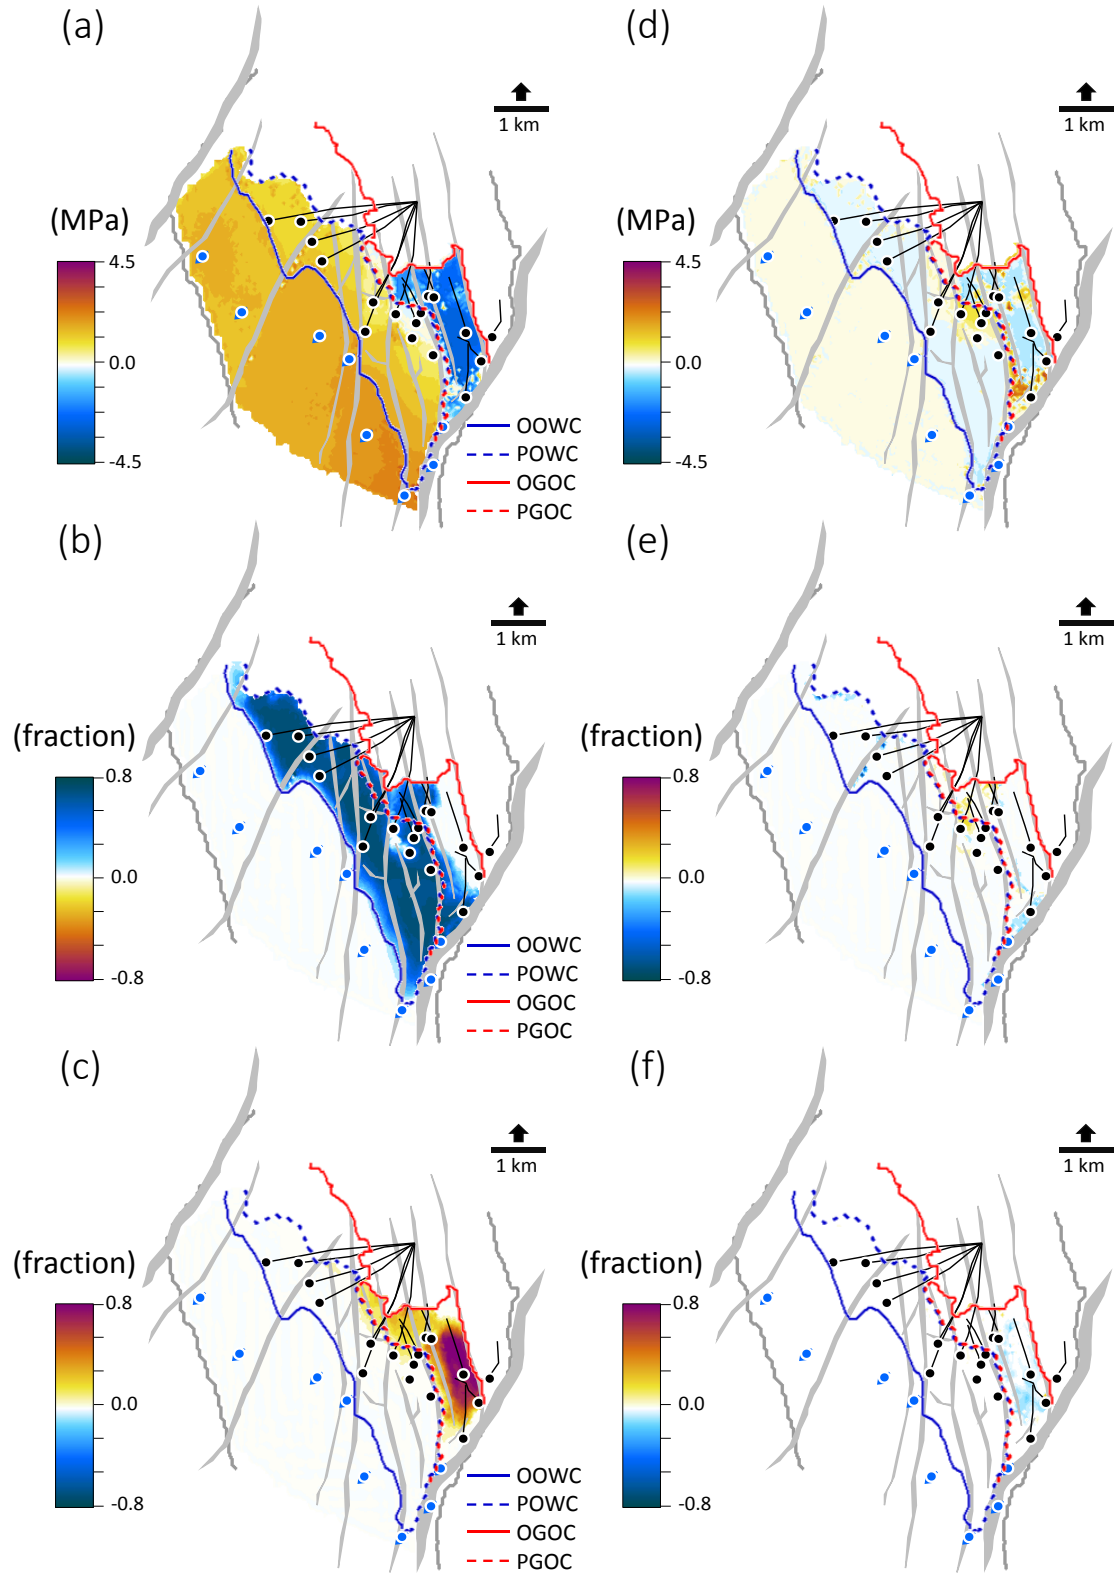 (a)
1 km
(MPa)
4.5
0.0
-4.5
OOWC
POWC
OGOC
PGOC
(d)
1 km
(MPa)
4.5
0.0
-4.5
(b)
1 km
(fraction)
0.8
0.0
-0.8
OOWC
POWC
OGOC
PGOC
(e)
1 km
(fraction)
0.8
0.0
-0.8
(c)
1 km
(fraction)
0.8
0.0
-0.8
OOWC
POWC
OGOC
PGOC
(f)
1 km
(fraction)
0.8
0.0
-0.8